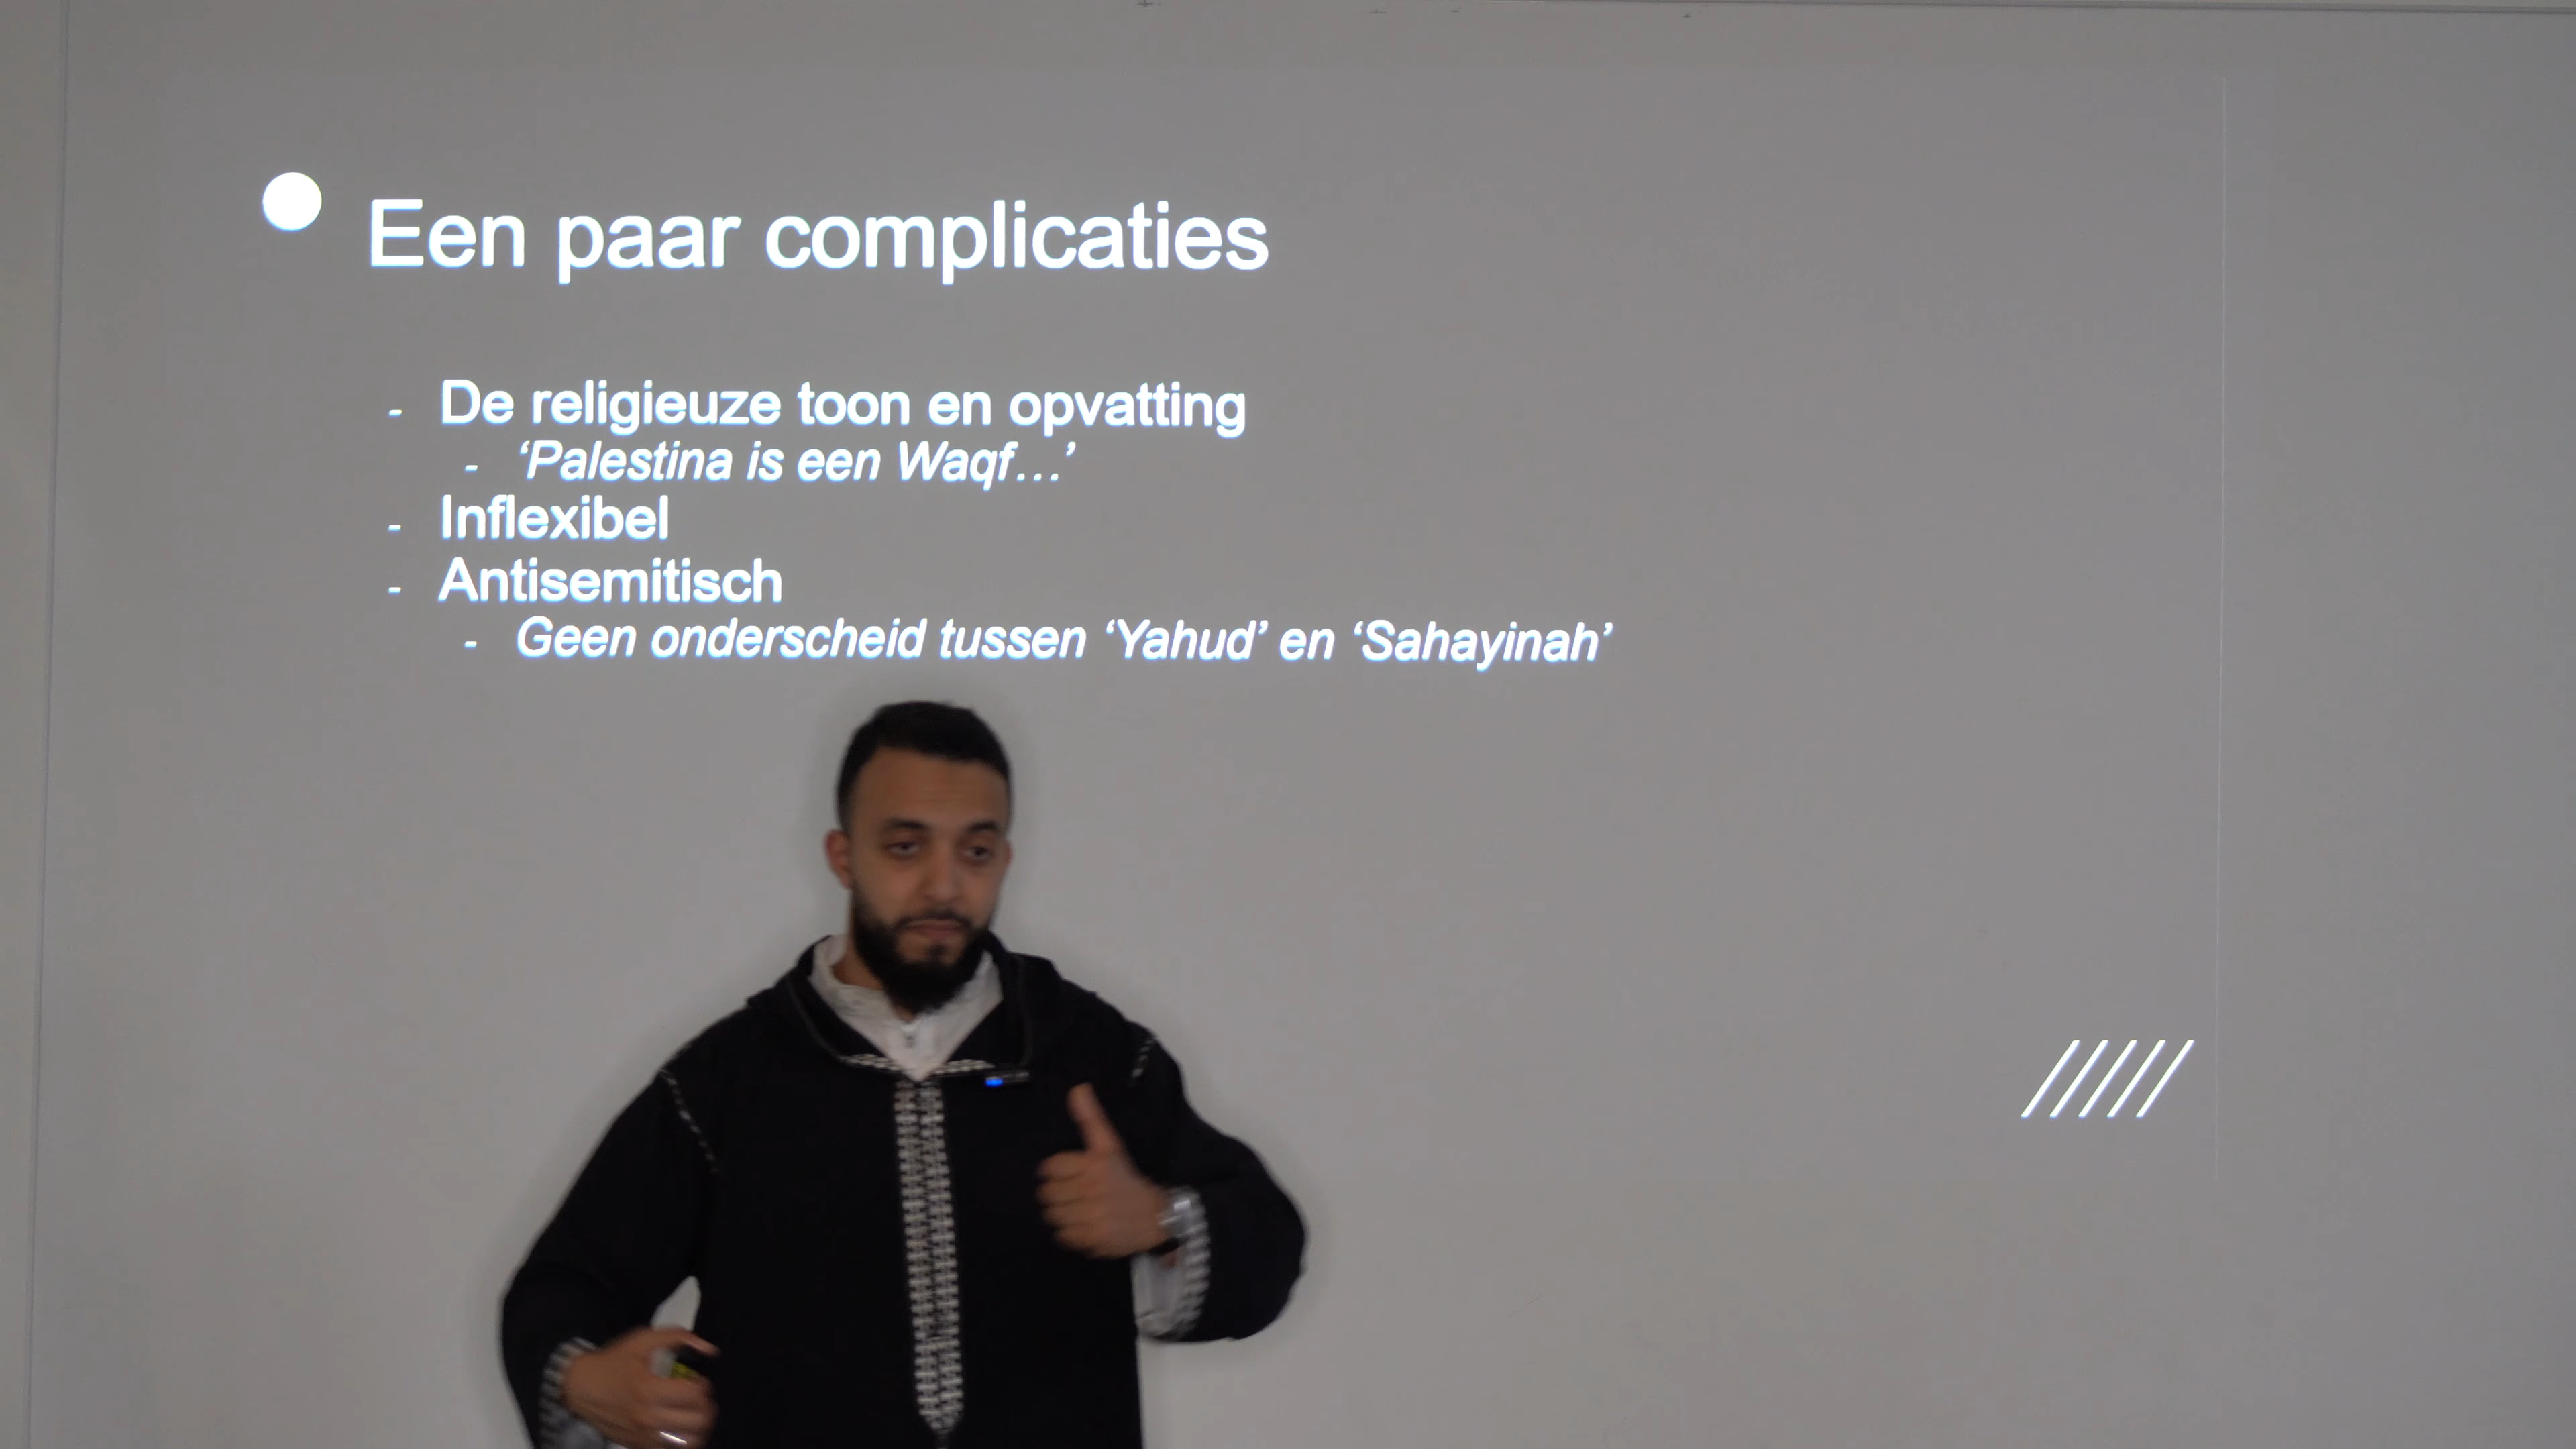 Een paar complicaties
- De religieuze toon en opvatting
- ‘Palestina is een Waqf…’
- Inflexibel
- Antisemitisch
- Geen onderscheid tussen ‘Yahud’ en ‘Sahayinah’